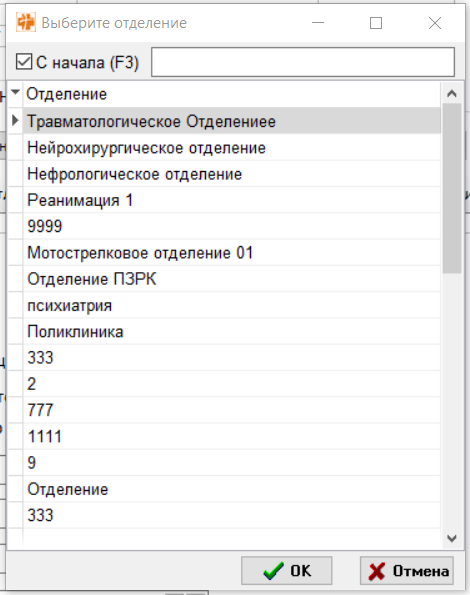 Выберите отделение
С начала (F3)
Отделение
Травматологическое Отделениее
Нейрохирургическое отделение
Нефрологическое отделение
Реанимация 1
9999
Мотострелковое отделение 01
Отделение ПЗРК
психиатрия
Поликлиника
333
2
777
1111
9
Отделение
333
OK
Отмена